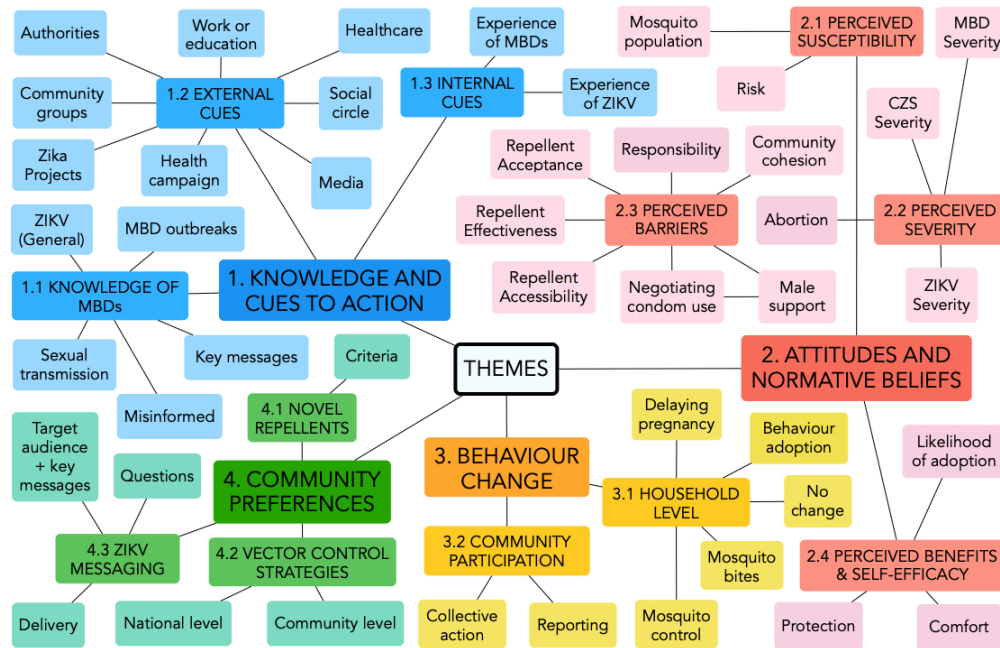 Authorities
Work or
education
Healthcare
Community
groups
1.2 EXTERNAL
CUES
Social
circle
Zika
Projects
Health
campaign
Media
Experience
of MBDs
1.3 INTERNAL
CUES
Experience
of ZIKV
ZIKV
(General)
MBD outbreaks
1.1 KNOWLEDGE OF
MBDs
Sexual
transmission
Key messages
Misinformed
1. KNOWLEDGE AND
CUES TO ACTION
Mosquito
population
2.1 PERCEIVED
SUSCEPTIBILITY
Risk
MBD
Severity
CZS
Severity
Abortion
2.2 PERCEIVED
SEVERITY
ZIKV
Severity
Repellent
Acceptance
Responsibility
Community
cohesion
Repellent
Effectiveness
2.3 PERCEIVED
BARRIERS
Repellent
Accessibility
Negotiating
condom use
Male
support
THEMES
2. ATTITUDES AND
NORMATIVE BELIEFS
Likelihood
of adoption
2.4 PERCEIVED BENEFITS
& SELF-EFFICACY
Protection
Comfort
Criteria
4.1 NOVEL
REPELLENTS
4. COMMUNITY
PREFERENCES
Target
audience
+ key
messages
Questions
4.3 ZIKV
MESSAGING
Delivery
4.2 VECTOR CONTROL
STRATEGIES
National level
Community level
3. BEHAVIOUR
CHANGE
3.2 COMMUNITY
PARTICIPATION
Collective
action
Reporting
Delaying
pregnancy
Behaviour
adoption
3.1 HOUSEHOLD
LEVEL
No
change
Mosquito
bites
Mosquito
control